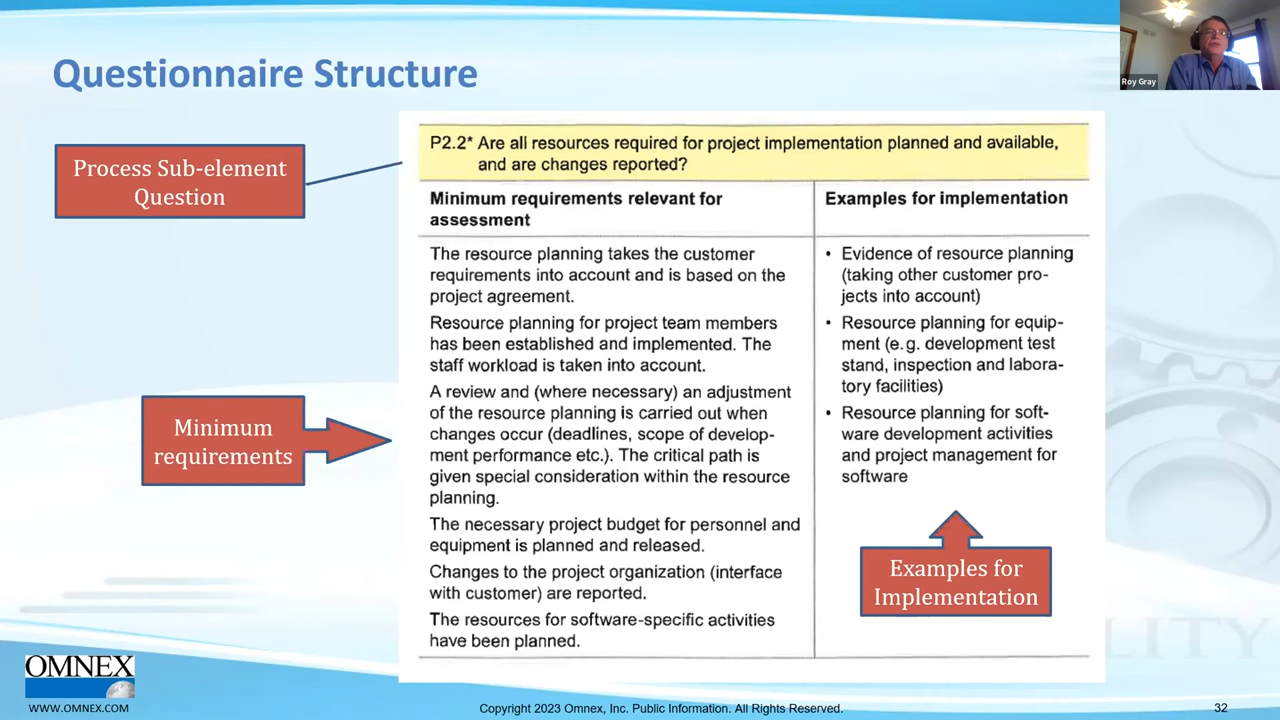 Questionnaire Structure
Roy Gray
Process Sub-element
Question
P2.2* Are all resources required for project implementation planned and available,
and are changes reported?
Minimum requirements relevant for
assessment
Examples for implementation
The resource planning takes the customer
requirements into account and is based on the
project agreement.
Resource planning for project team members
has been established and implemented. The
staff workload is taken into account.
A review and (where necessary) an adjustment
of the resource planning is carried out when
changes occur (deadlines, scope of develop-
ment performance etc.). The critical path is
given special consideration within the resource
planning.
The necessary project budget for personnel and
equipment is planned and released.
Changes to the project organization (interface
with customer) are reported.
The resources for software-specific activities
have been planned.
• Evidence of resource planning
(taking other customer pro-
jects into account)
• Resource planning for equip-
ment (e.g. development test
stand, inspection and labora-
tory facilities)
• Resource planning for soft-
ware development activities
and project management for
software
Minimum
requirements
Examples for
Implementation
LITY
OMNEX
WWW.OMNEX.COM
Copyright 2023 Omnex, Inc. Public Information. All Rights Reserved.
32